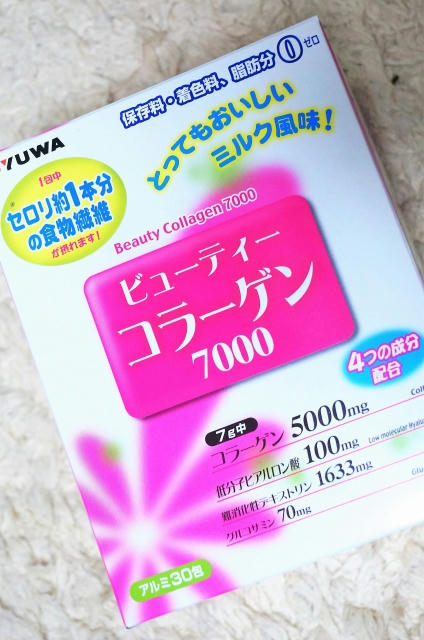 YUWA
保存料・着色料、脂肪分0ゼロ
とってもおいしい
ミルク風味！
1包中
セロリ約1本分
の食物繊維
が摂れます！
Beauty Collagen 7000
ビューティー
コラーゲン
7000
4つの成分
配合
7g中
コラーゲン 5000mg
低分子ヒアルロン酸 100mg Low molecular Hyalu
難消化性デキストリン 1633mg
グルコサミン 70mg
アルミ30包